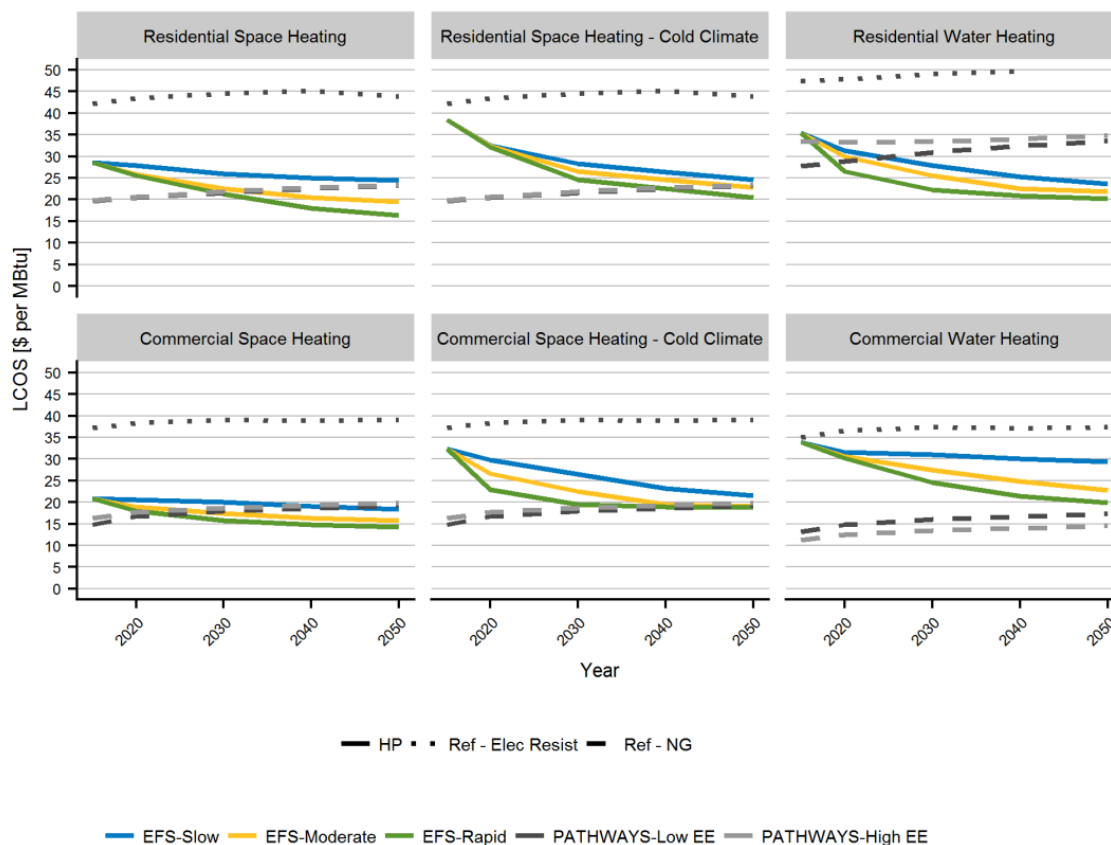 Residential Space Heating
Residential Space Heating - Cold Climate
Residential Water Heating
50
45
40
35
30
25
20
15
10
5
0
LCOS [$ per MBtu]
Commercial Space Heating
Commercial Space Heating - Cold Climate
Commercial Water Heating
50
45
40
35
30
25
20
15
10
5
0
2020 2030 2040 2050 2020 2030 2040 2050 2020 2030 2040 2050
Year
HP Ref - Elec Resist Ref - NG
EFS-Slow EFS-Moderate EFS-Rapid PATHWAYS-Low EE PATHWAYS-High EE